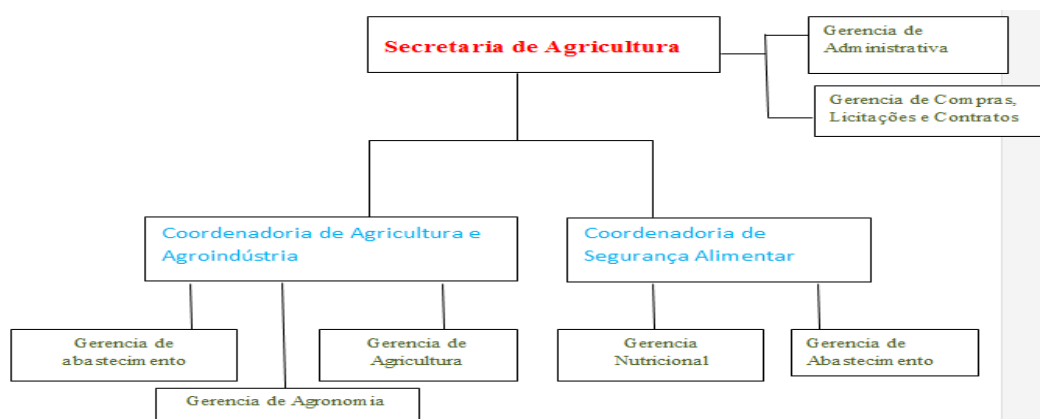 Secretaria de Agricultura
Gerencia de
Administrativa
Gerencia de Compras,
Licitações e Contratos
Coordenadoria de Agricultura e
Agroindústria
Coordenadoria de
Segurança Alimentar
Gerencia de
abastecimento
Gerencia de
Agricultura
Gerencia
Nutricional
Gerencia de
Abastecimento
Gerencia de Agronomia